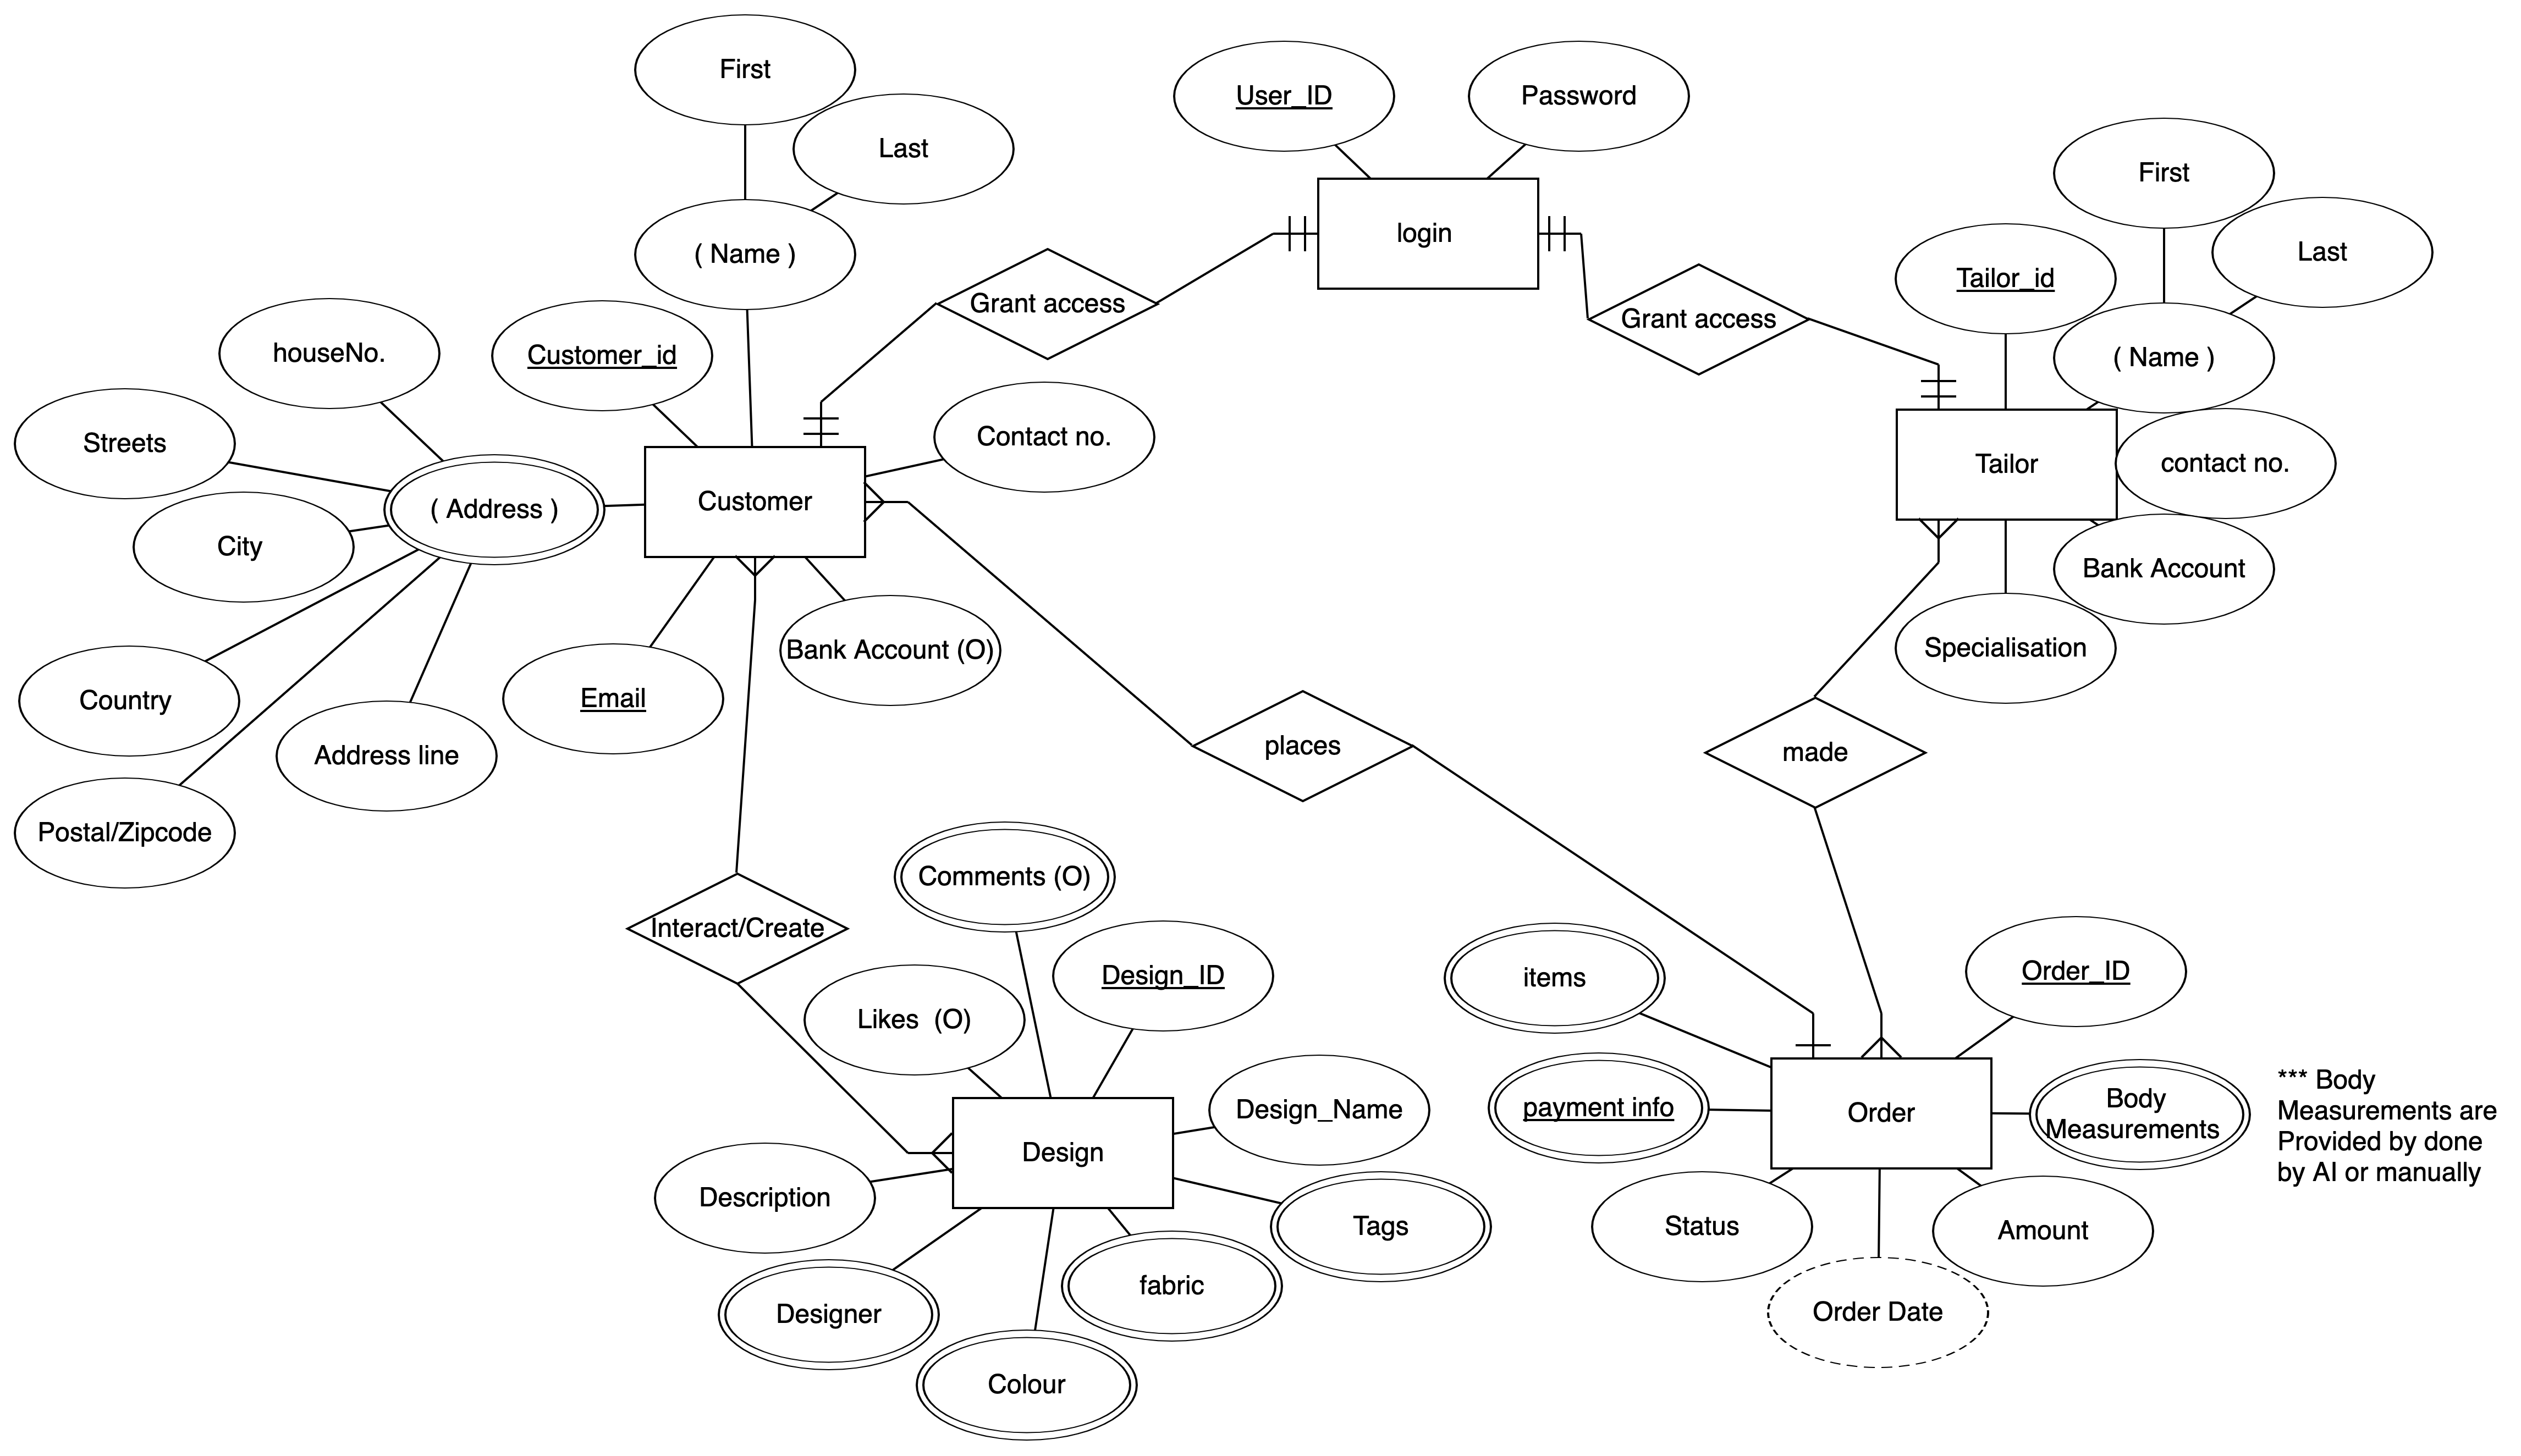 First
Last
( Name )
User_ID
Password
login
First
Last
Tailor_id
( Name )
Grant access
Grant access
houseNo.
Customer_id
Streets
Contact no.
City
( Address )
Customer
Tailor
contact no.
Bank Account
Specialisation
Country
Email
Bank Account (O)
Address line
Postal/Zipcode
places
made
Interact/Create
Comments (O)
Design_ID
Likes  (O)
items
Order_ID
Design_Name
payment info
Order
Body
Measurements
*** Body
Measurements are
Provided by done
by AI or manually
Design
Description
Tags
Status
Amount
Designer
fabric
Order Date
Colour